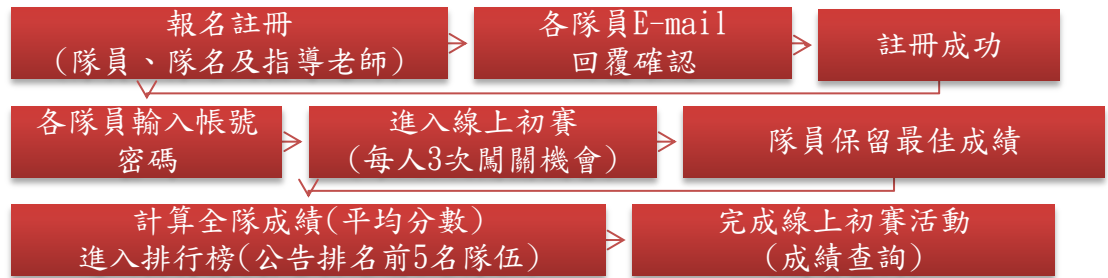 報名註冊
(隊員、隊名及指導老師)
各隊員E-mail
回覆確認
註冊成功
各隊員輸入帳號
密碼
進入線上初賽
(每人3次闖關機會)
隊員保留最佳成績
計算全隊成績(平均分數)
進入排行榜(公告排名前5名隊伍)
完成線上初賽活動
(成績查詢)